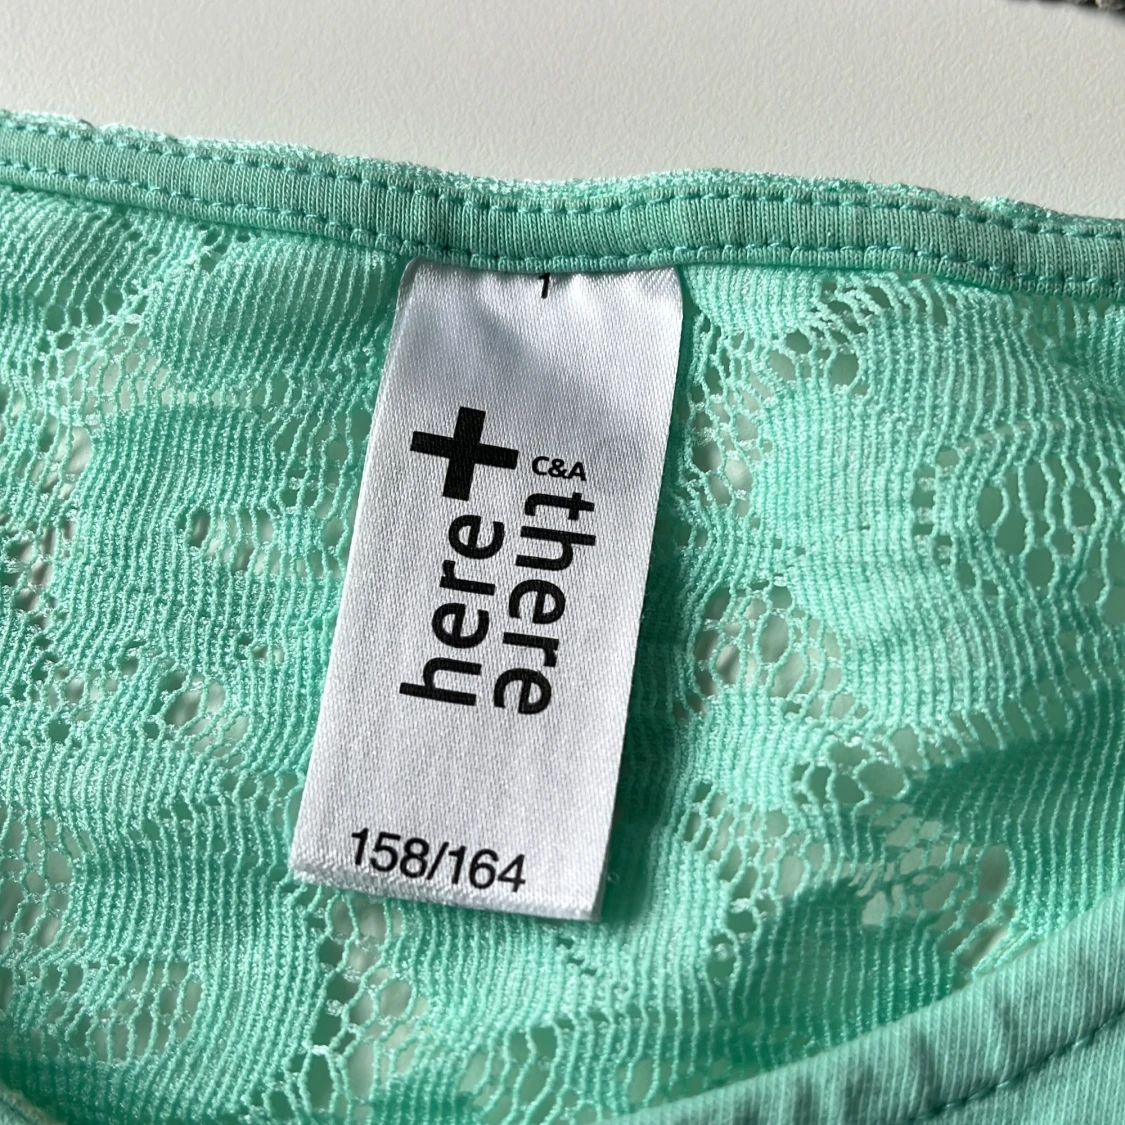 1
here+
C&A
there
158/164